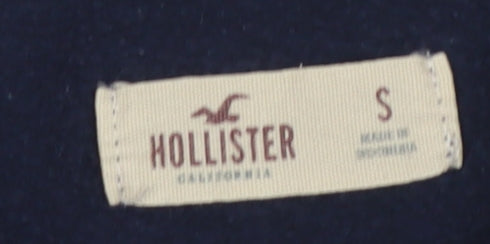 HOLLISTER
CALIFORNIA
S
MADE IN
INDONESIA